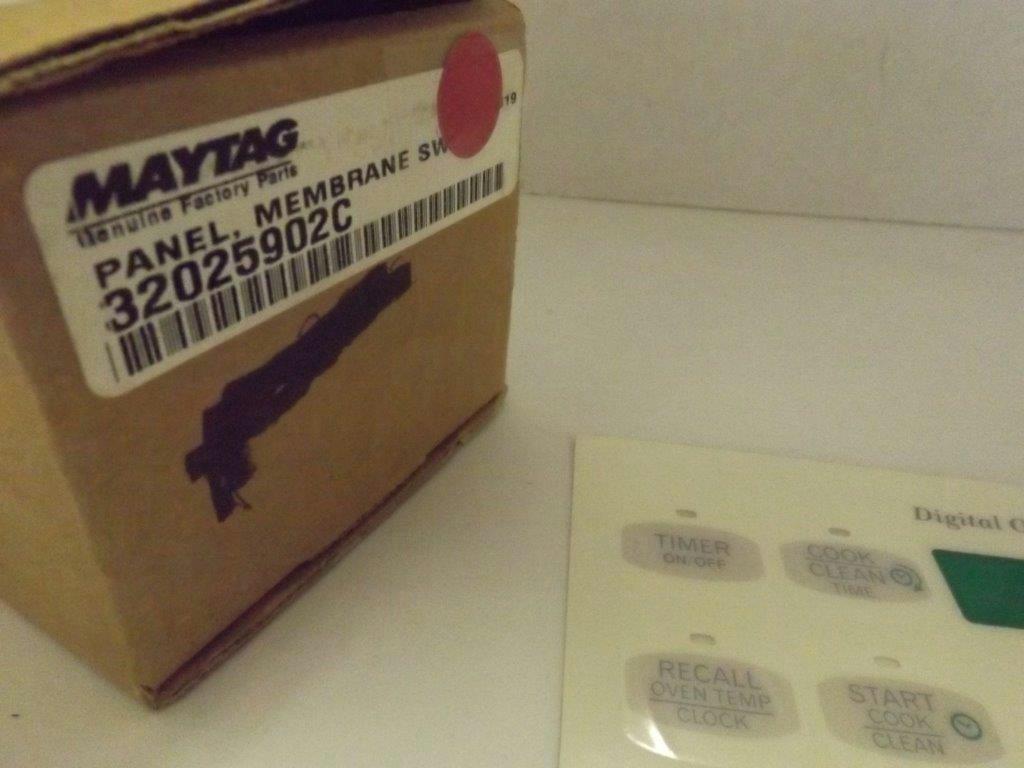 MAYTAG
Genuine Factory Parts
PANEL, MEMBRANE SW
32025902C
19
Digital
TIMER
ON/OFF
COOK
CLEAN
TIME
RECALL
OVEN TEMP
CLOCK
START
COOK
CLEAN